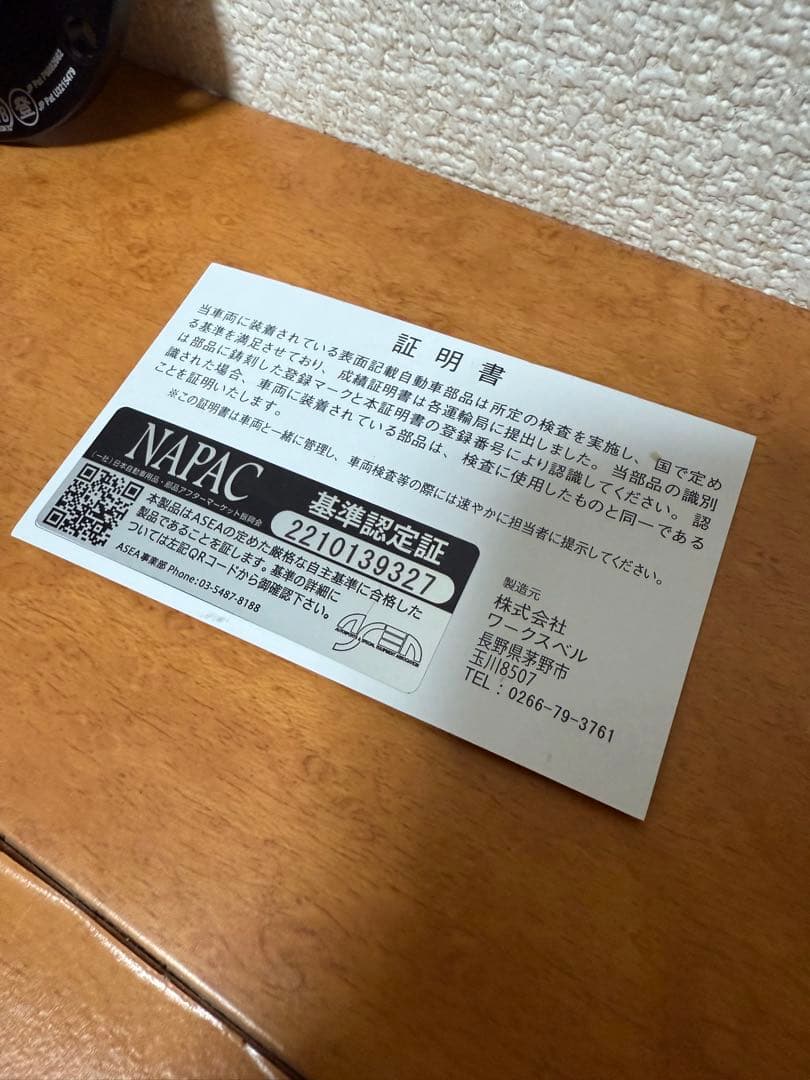 JP Pat P6892602
JP Pat U3215479
証明書
当車両に装着されている表面記載自動車部品は所定の検査を実施し、国で定め
る基準を満足させており、成績証明書は各運輸局に提出しました。当部品の識別
は部品に鋳刻した登録マークと本証明書の登録番号により認識してください。認
識された場合、車両に装着されている部品は、検査に使用したものと同一である
ことを証明いたします。
※この証明書は車両と一緒に管理し、車両検査等の際には速やかに担当者に提示してください。
NAPAC
(一社)日本自動車用品・部品アフターマーケット振興会
基準認定証
2210139327
本製品はASEAの定めた厳格な自主基準に合格した
製品であることを証します。基準の詳細に
ついては左記QRコードから御確認下さい。
ASEA事業部 Phone:03-5487-8188
ASEA
AUTOSPORTS & SPECIAL EQUIPMENT ASSOCIATION
製造元
株式会社
ワークスベル
長野県茅野市
玉川8507
TEL：0266-79-3761